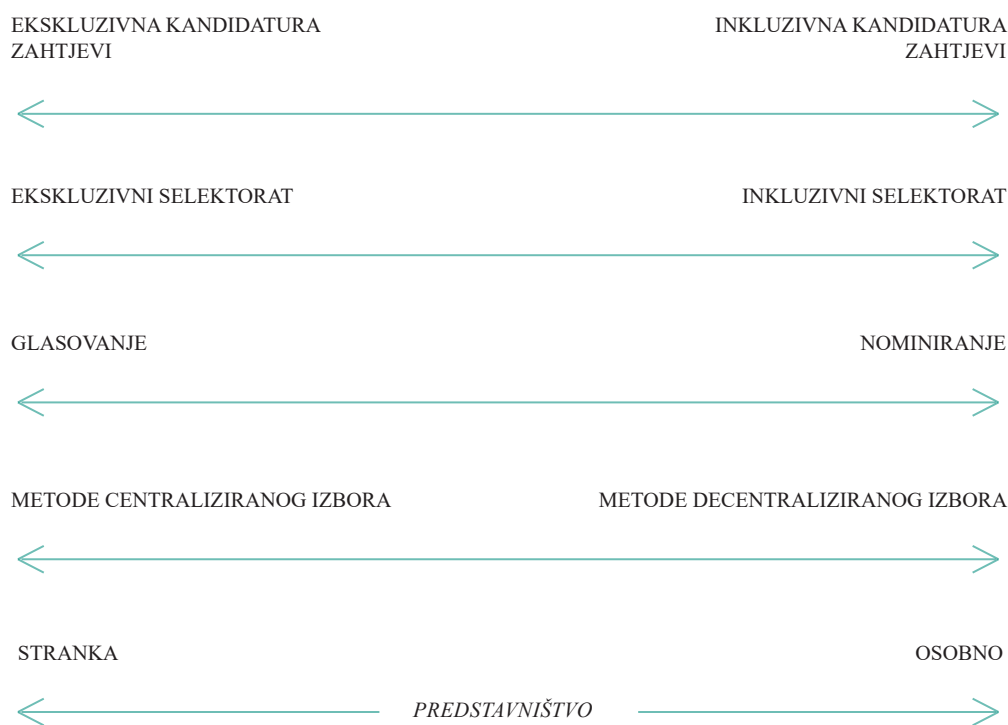 EKSKLUZIVNA KANDIDATURA
ZAHTJEVI
INKLUZIVNA KANDIDATURA
ZAHTJEVI
EKSKLUZIVNI SELEKTORAT
INKLUZIVNI SELEKTORAT
GLASOVANJE
NOMINIRANJE
METODE CENTRALIZIRANOG IZBORA
METODE DECENTRALIZIRANOG IZBORA
STRANKA
OSOBNO
PREDSTAVNIŠTVO